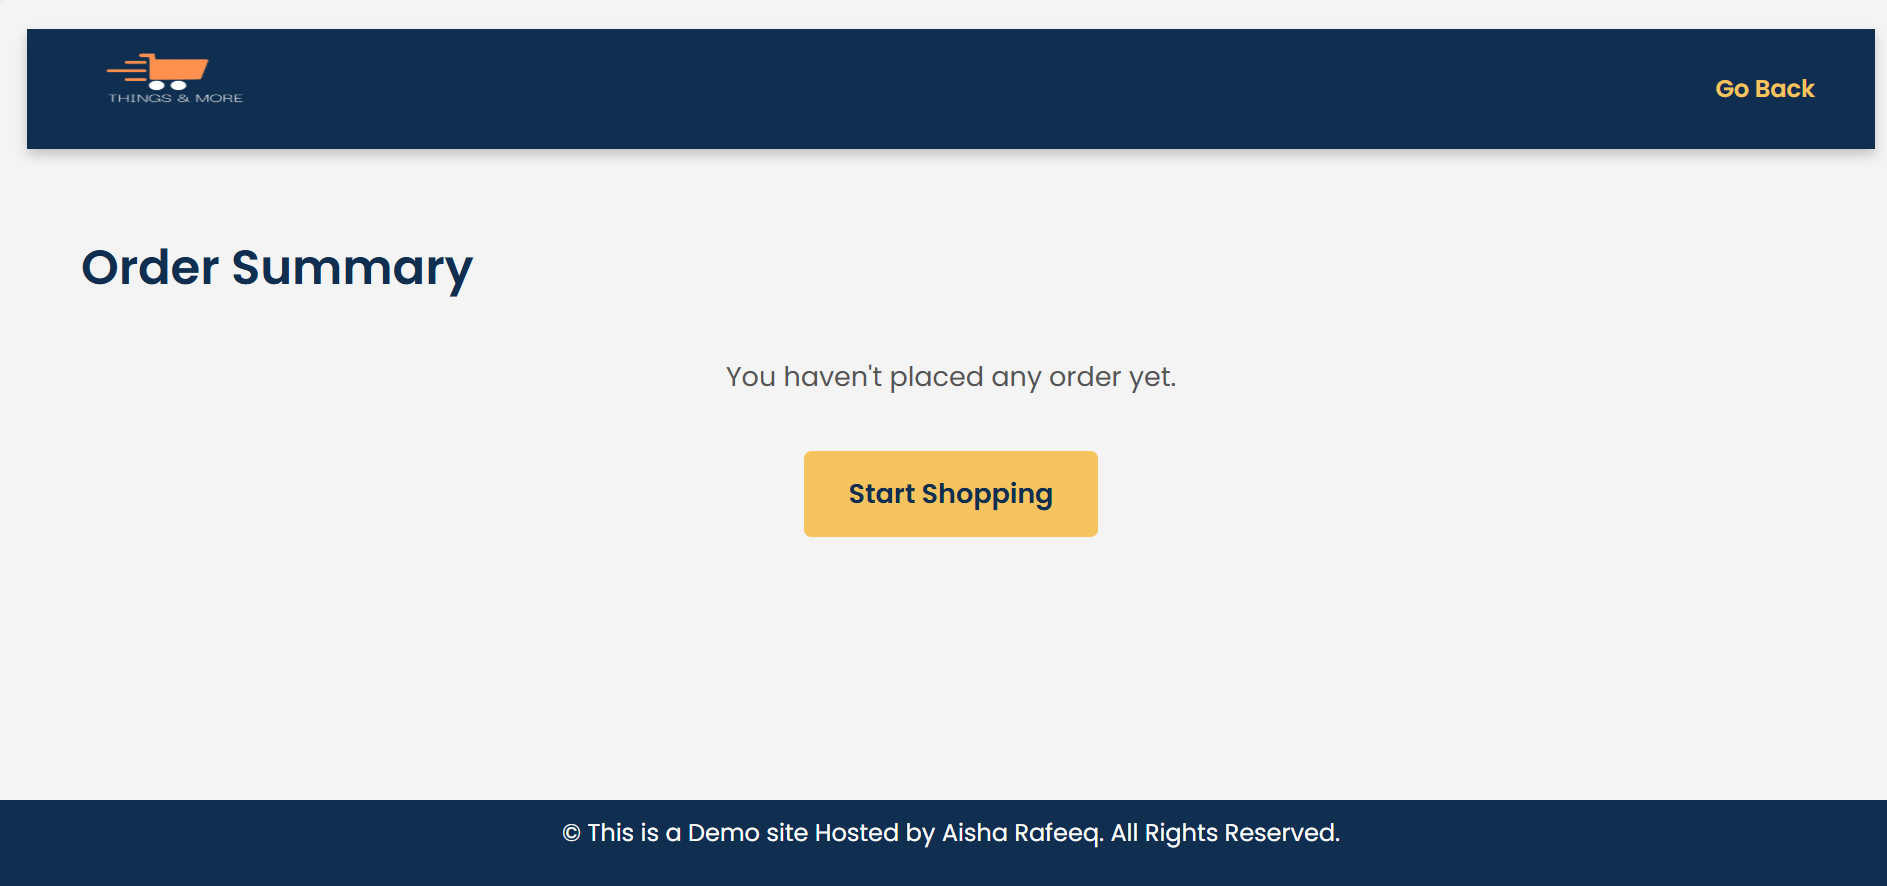 THINGS & MORE
Go Back
Order Summary
You haven't placed any order yet.
Start Shopping
© This is a Demo site Hosted by Aisha Rafeeq. All Rights Reserved.